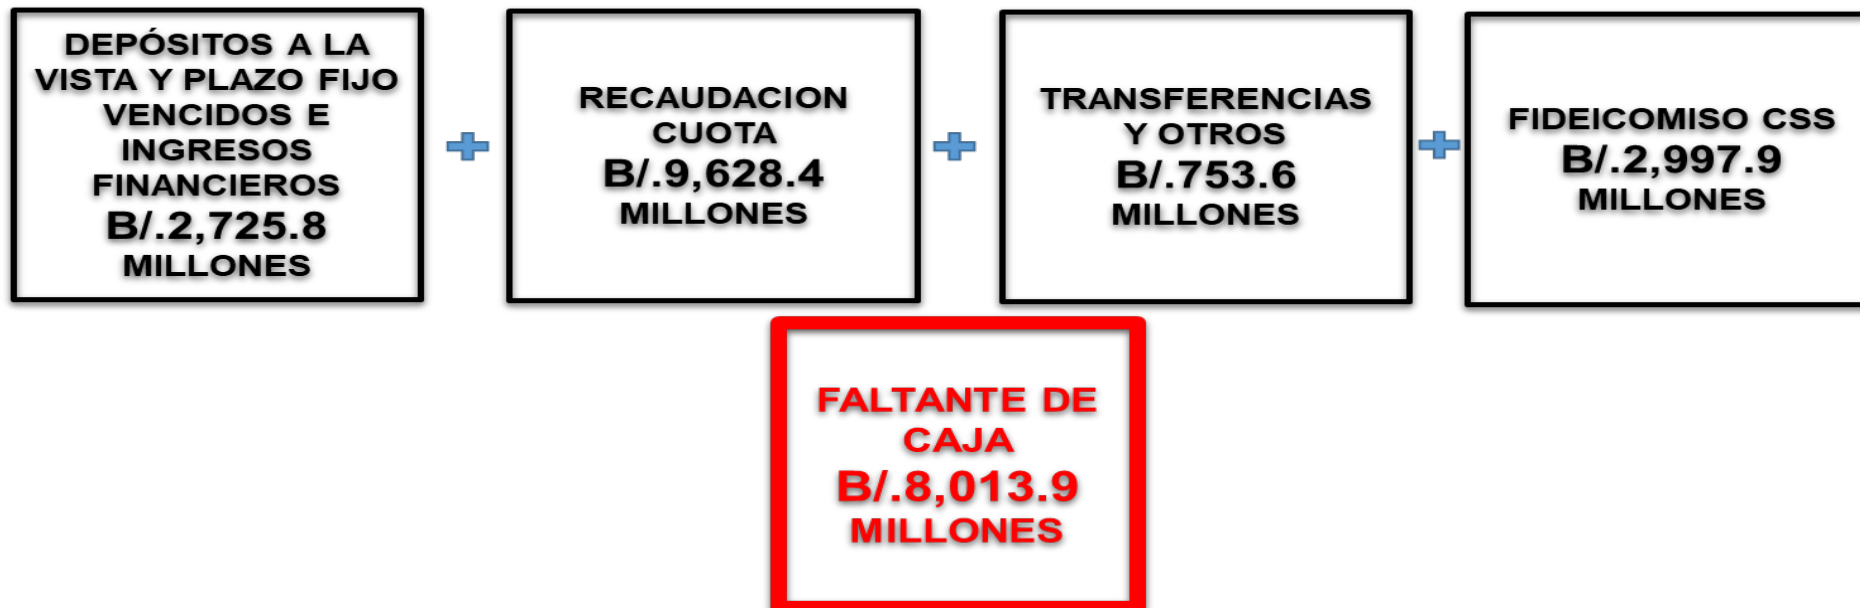 DEPÓSITOS A LA
VISTA Y PLAZO FIJO
VENCIDOS E
INGRESOS
FINANCIEROS
B/.2,725.8
MILLONES
RECAUDACION
CUOTA
B/.9,628.4
MILLONES
TRANSFERENCIAS
Y OTROS
B/.753.6
MILLONES
FIDEICOMISO CSS
B/.2,997.9
MILLONES
FALTANTE DE
CAJA
B/.8,013.9
MILLONES